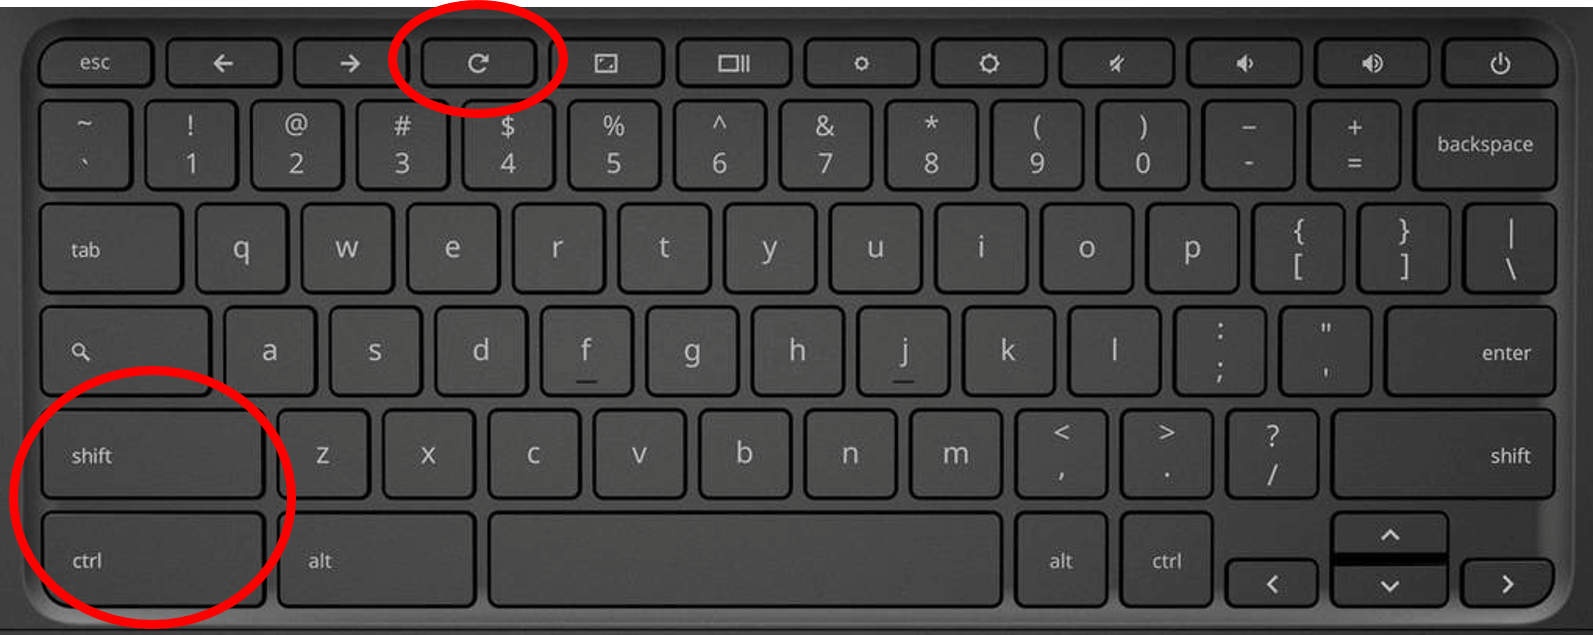 esc
~ ! @ # $ % ^ & * ( ) – +
` 1 2 3 4 5 6 7 8 9 0 - = backspace
tab q w e r t y u i o p { } |
[ ] \
a s d f g h j k l : " enter
; '
shift z x c v b n m < > ? shift
, . /
ctrl alt alt ctrl